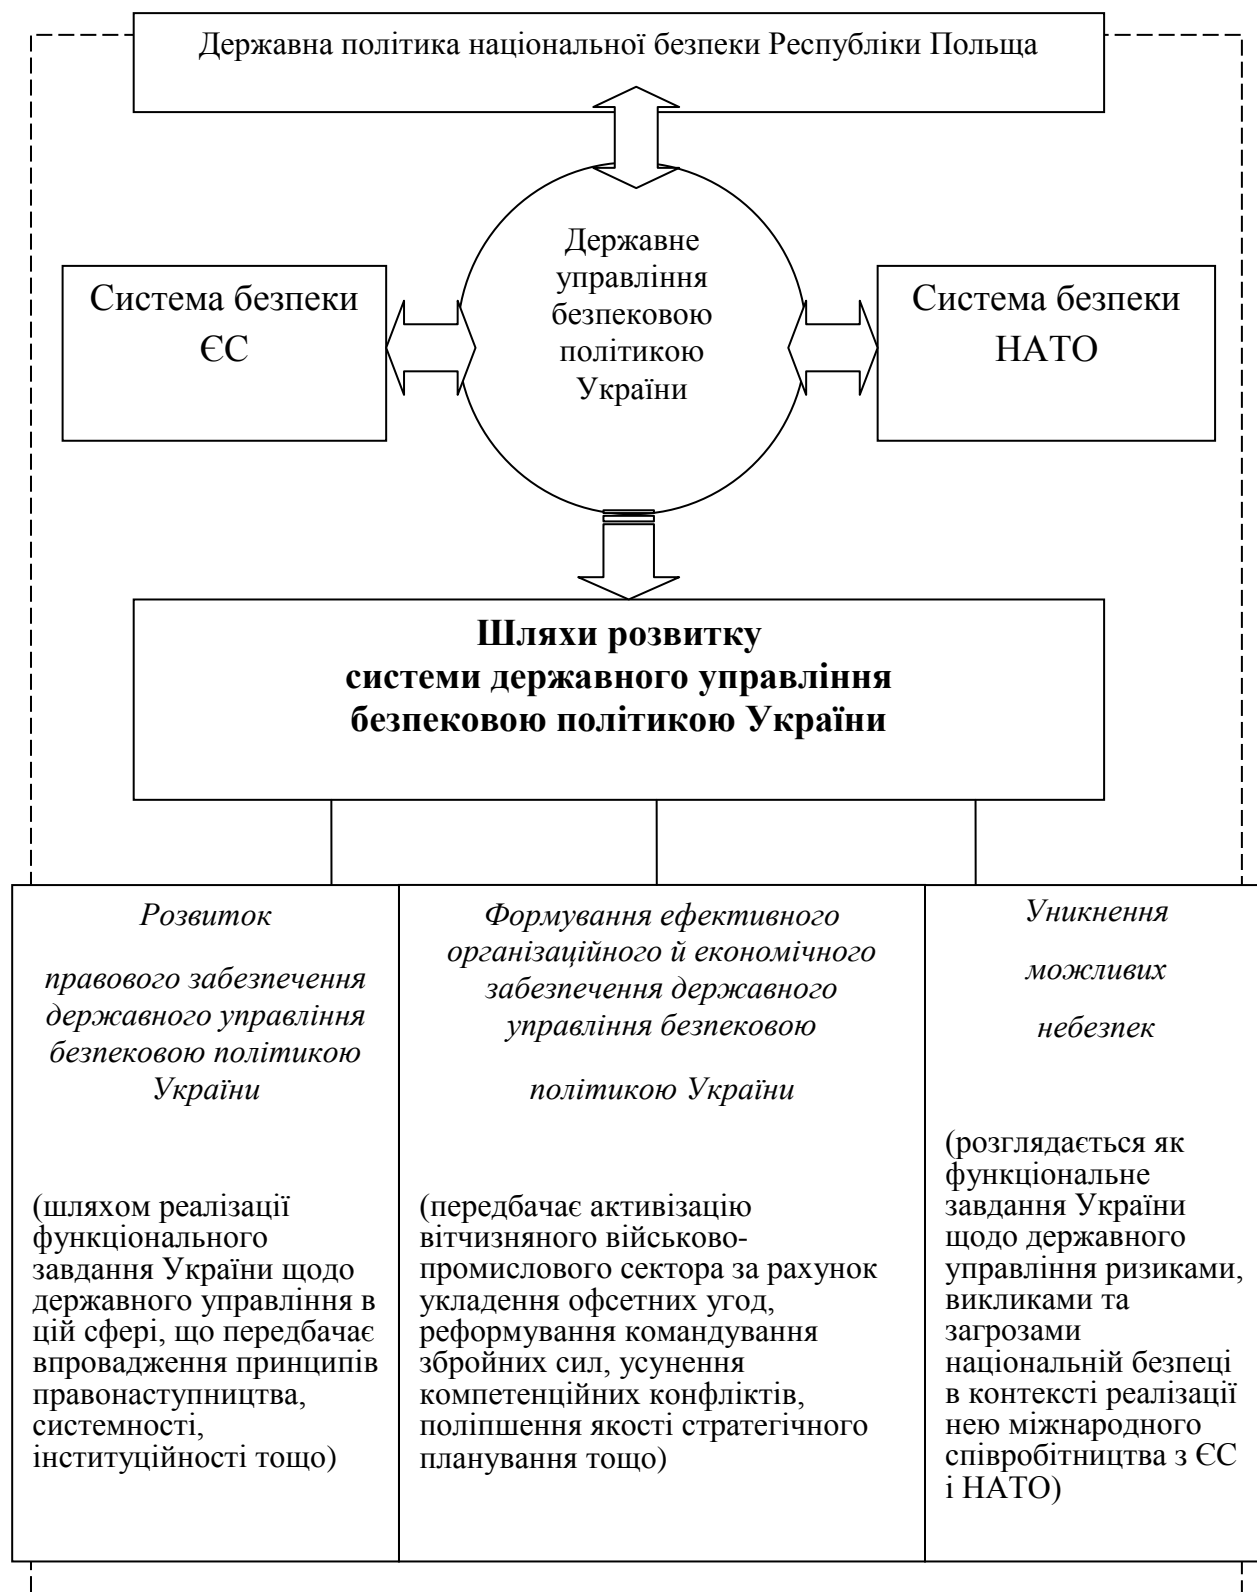 Державна політика національної безпеки Республіки Польща
Державне
управління
безпековою
політикою
України
Система безпеки
ЄС
Система безпеки
НАТО
Шляхи розвитку
системи державного управління
безпековою політикою України
Розвиток
правового забезпечення
державного управління
безпековою політикою
України
(шляхом реалізації
функціонального
завдання України щодо
державного управління в
цій сфері, що передбачає
впровадження принципів
правонаступництва,
системності,
інституційності тощо)
Формування ефективного
організаційного й економічного
забезпечення державного
управління безпековою
політикою України
(передбачає активізацію
вітчизняного військово-
промислового сектора за рахунок
укладення офсетних угод,
реформування командування
збройних сил, усунення
компетенційних конфліктів,
поліпшення якості стратегічного
планування тощо)
Уникнення
можливих
небезпек
(розглядається як
функціональне
завдання України
щодо державного
управління ризиками,
викликами та
загрозами
національній безпеці
в контексті реалізації
нею міжнародного
співробітництва з ЄС
і НАТО)